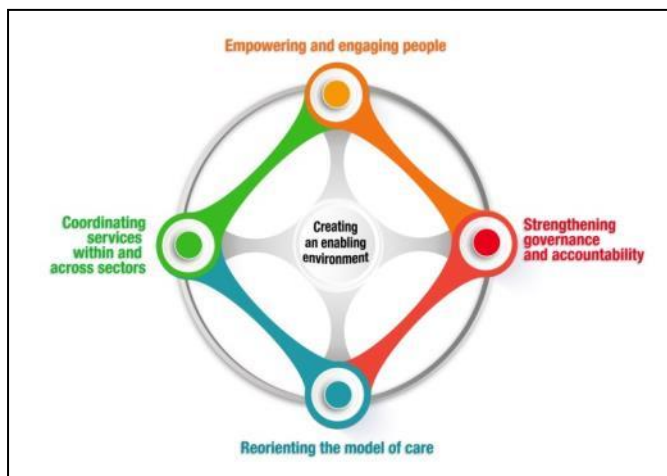 Empowering and engaging people
Coordinating
services
within and
across sectors
Creating
an enabling
environment
Strengthening
governance
and accountability
Reorienting the model of care